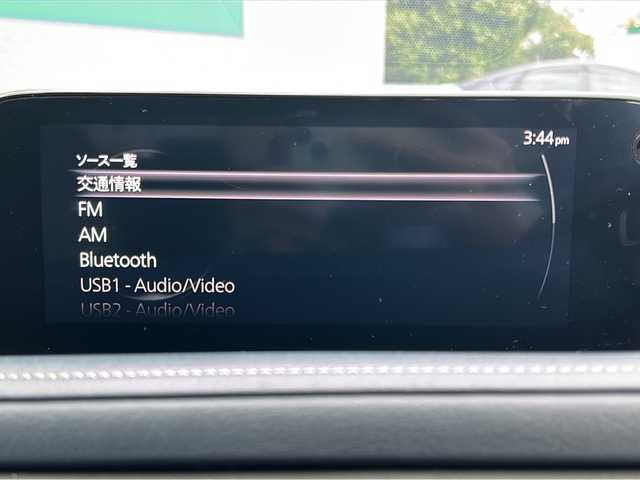 3:44pm
ソース一覧
交通情報
FM
AM
Bluetooth
USB1 - Audio/Video
USB2 - Audio/Video